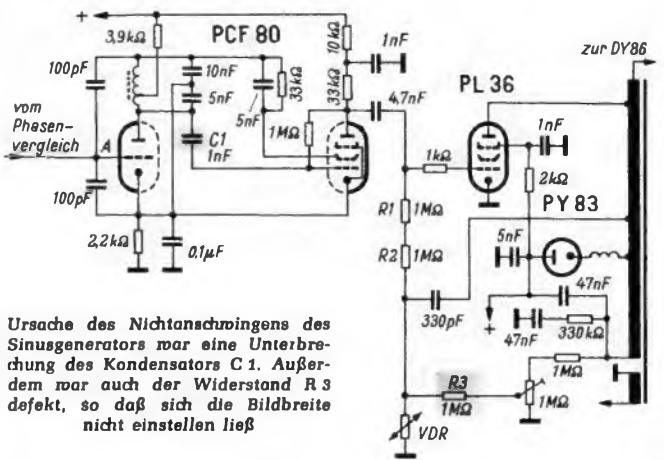 +
3,9kΩ
PCF 80
100pF
10nF
5nF
5nF
33kΩ
10kΩ
33kΩ
1nF
4,7nF
zur DY86
PL 36
vom
Phasen-
vergleich
A
C1
1nF
1MΩ
1kΩ
1nF
2kΩ
PY 83
100pF
R1
1MΩ
5nF
2,2kΩ
0,1µF
R2
1MΩ
330pF
47nF
+
47nF
330kΩ
1MΩ
R3
1MΩ
1MΩ
VDR
Ursache des Nichtanschwingens des
Sinusgenerators war eine Unterbre-
chung des Kondensators C 1. Außer-
dem war auch der Widerstand R 3
defekt, so daß sich die Bildbreite
nicht einstellen ließ